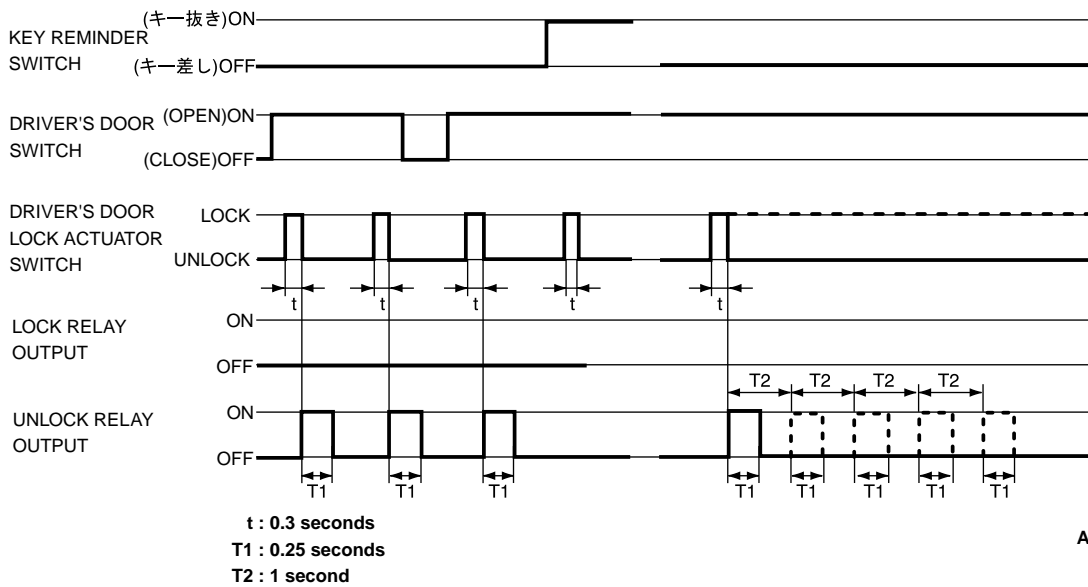 (キー抜き)ON
KEY REMINDER
SWITCH
(キー差し)OFF
DRIVER'S DOOR
SWITCH
(OPEN)ON
(CLOSE)OFF
DRIVER'S DOOR
LOCK ACTUATOR
SWITCH
LOCK
UNLOCK
t t t t t
LOCK RELAY
OUTPUT
ON
OFF
T2 T2 T2 T2
UNLOCK RELAY
OUTPUT
ON
OFF
T1 T1 T1 T1 T1 T1 T1 T1
t : 0.3 seconds
T1 : 0.25 seconds
T2 : 1 second
A